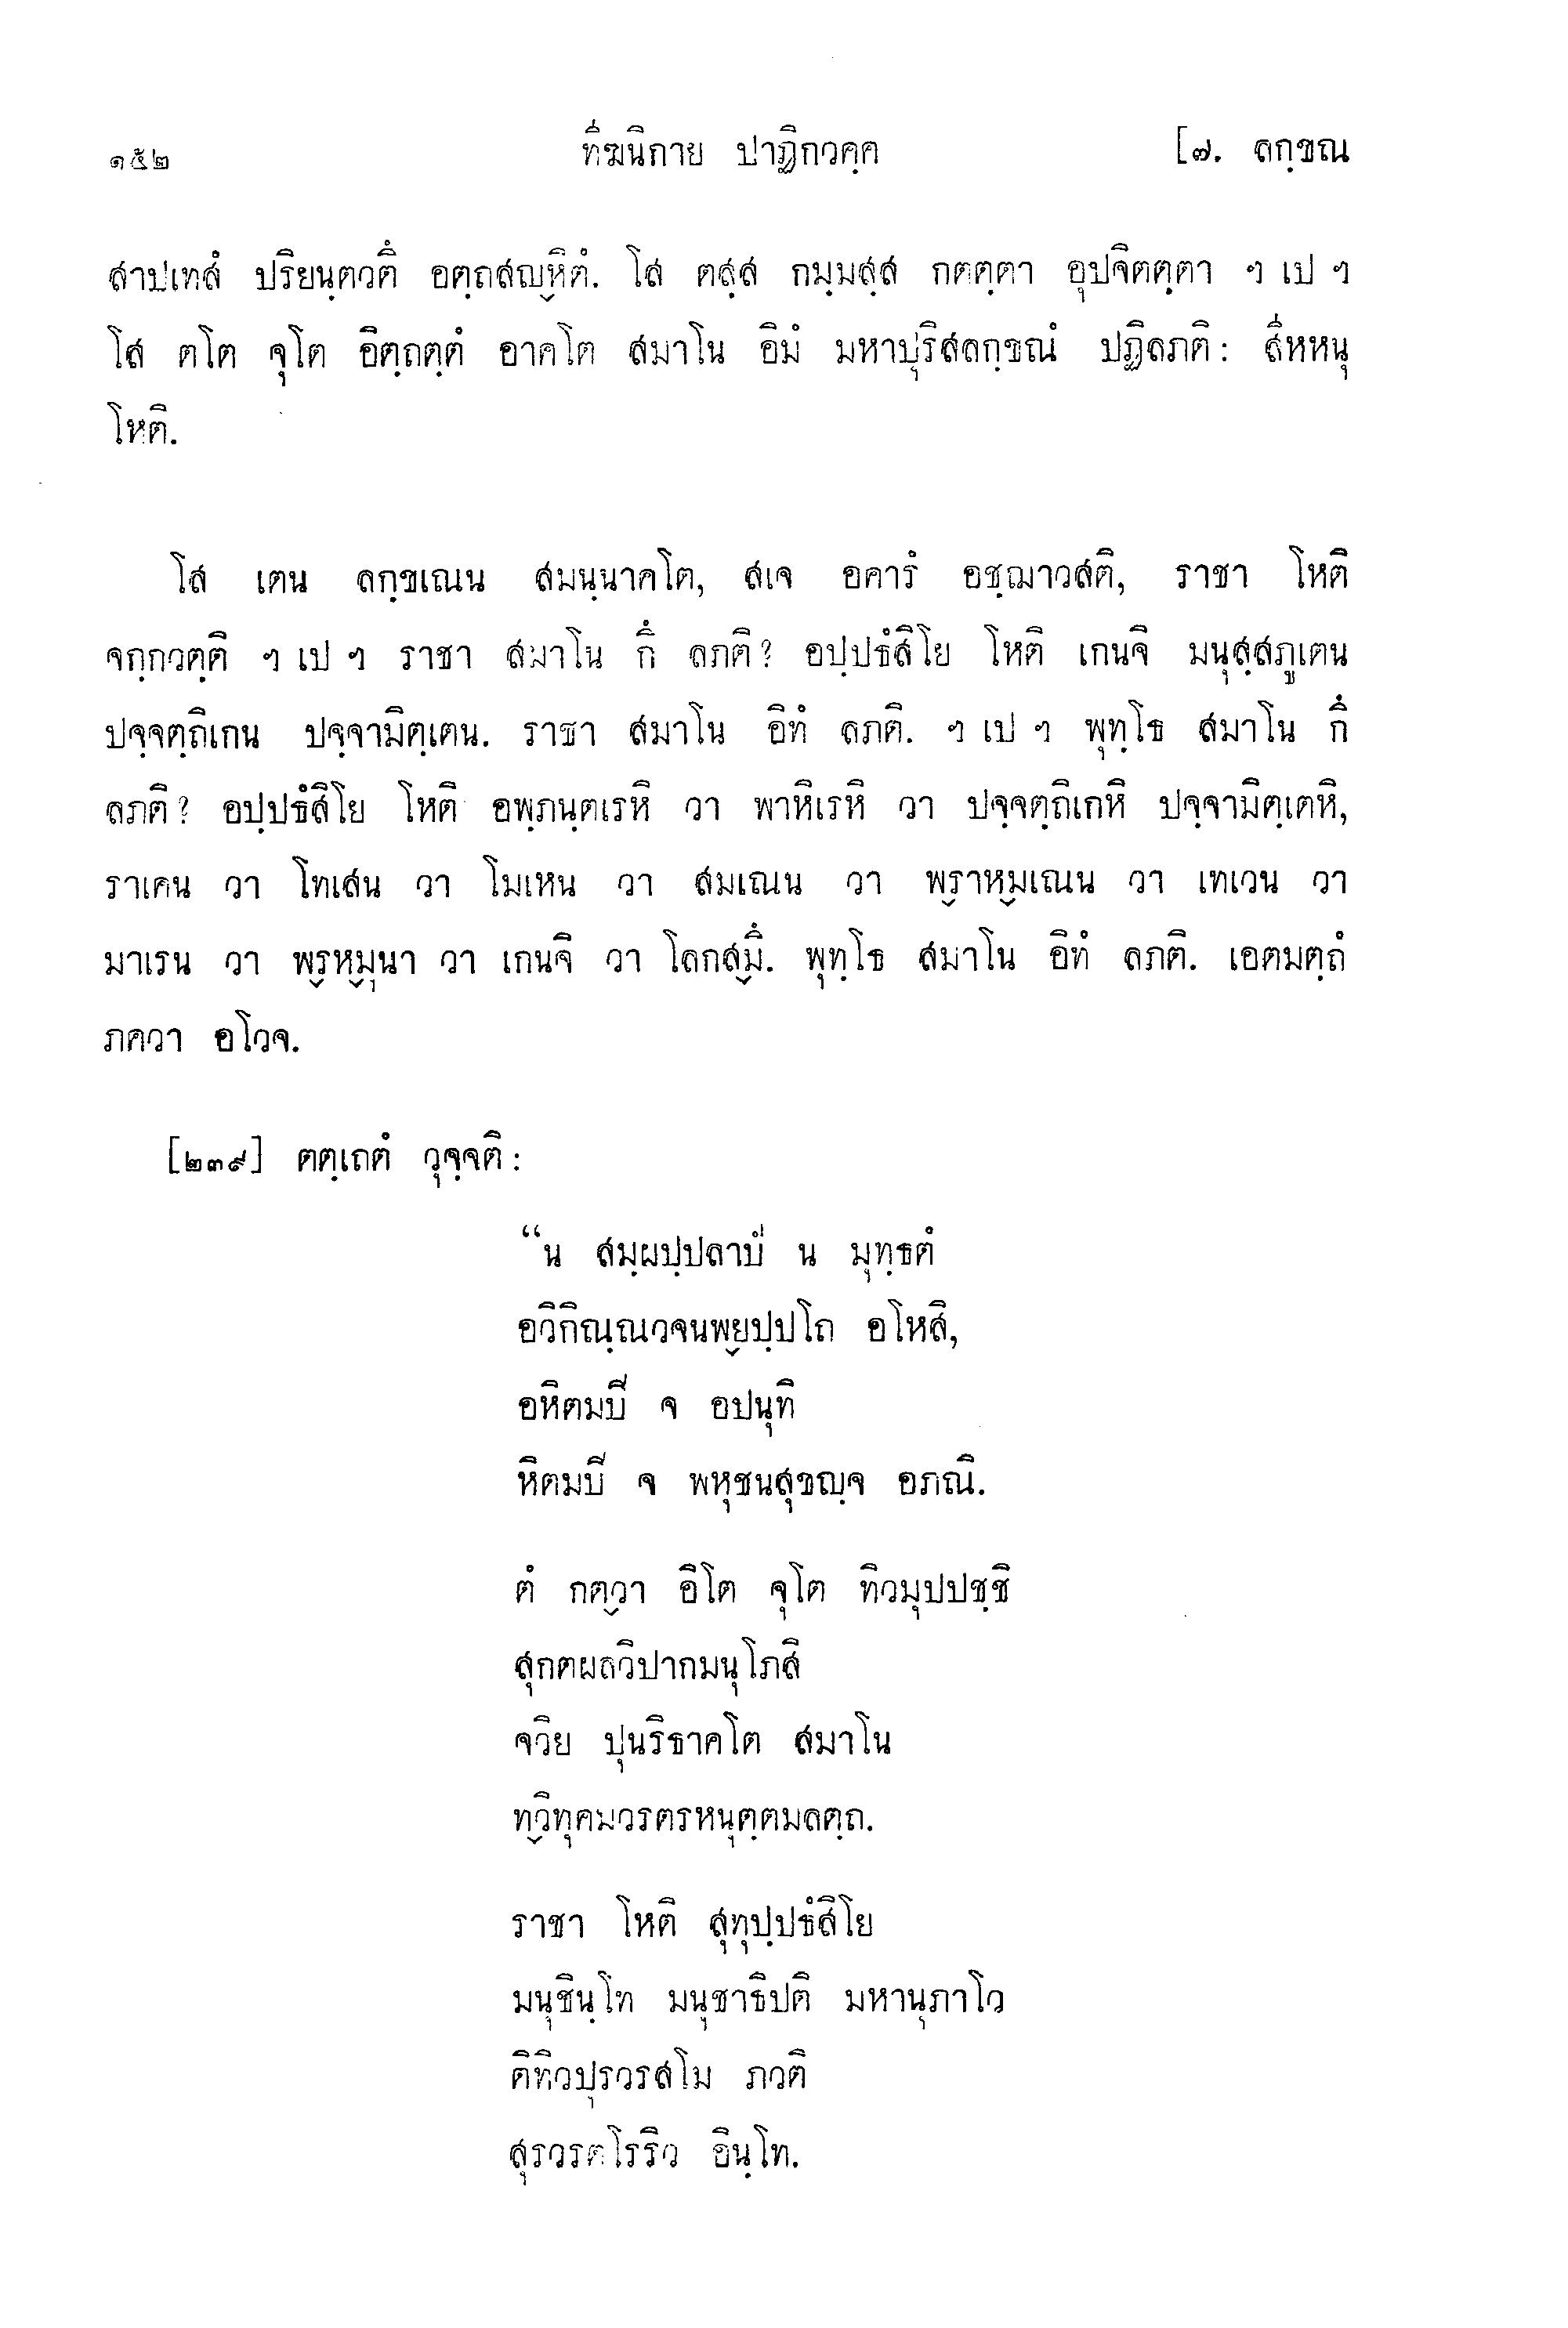 ๑๕๒ ทีฆนิกาย ปาฏิกวคฺค [๗. ลกฺขณ
สาปเทสํ ปริยนฺตวตึ อตฺถสญฺหิตํ. โส ตสฺส กมฺมสฺส กตตฺตา อุปจิตตฺตา ฯ เป ฯ
โส ตโต จุโต อิตฺถตฺตํ อาคโต สมาโน อิมํ มหาปุริสลกฺขณํ ปฏิลภติ: สีหหนุ
โหติ.
โส เตน ลกฺขเณน สมนฺนาคโต, สเจ อคารํ อชฺฌาวสติ, ราชา โหติ
จกฺกวตฺติ ฯ เป ฯ ราชา สมาโน กึ ลภติ? อปฺปธํสิโย โหติ เกนจิ มนุสฺสภูเตน
ปจฺจตฺถิเกน ปจฺจามิตฺเตน. ราชา สมาโน อิทํ ลภติ. ฯ เป ฯ พุทฺโธ สมาโน กึ
ลภติ? อปฺปธํสิโย โหติ อพฺภนฺตเรหิ วา พาหิเรหิ วา ปจฺจตฺถิเกหิ ปจฺจามิตฺเตหิ,
ราเคน วา โทเสน วา โมเหน วา สมเณน วา พฺราหฺมเณน วา เทเวน วา
มาเรน วา พฺรหฺมุนา วา เกนจิ วา โลกสฺมึ. พุทฺโธ สมาโน อิทํ ลภติ. เอตมตฺถํ
ภควา อโวจ.
[๒๓๙] ตตฺเถตํ วุจฺจติ:
“น สมฺผปฺปลาปํ น มุทฺธตํ
อวิกิณฺณวจนพฺยปฺปโถ อโหสิ,
อหิตมปิ จ อปนุทิ
หิตมปิ จ พหุชนสุขญฺจ อภณิ.
ตํ กตฺวา อิโต จุโต ทิวมุปปชฺชิ
สุกตผลวิปากมนุโภสิ
จวิย ปุนริธาคโต สมาโน
ทฺวิทุคมวรตรหนุตฺตมลตฺถ.
ราชา โหติ สุทุปฺปธํสิโย
มนุชินฺโท มนุชาธิปติ มหานุภาโว
ติทิวปุรวรสโม ภวติ
สุรวรตโรริว อินฺโท.